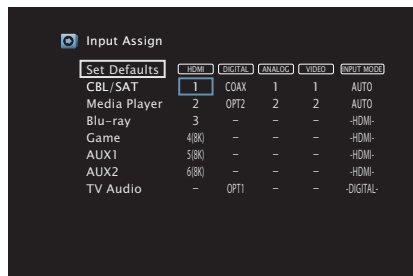 Input Assign
Set Defaults HDMI DIGITAL ANALOG VIDEO INPUT MODE
CBL/SAT 1 COAX 1 1 AUTO
Media Player 2 OPT2 2 2 AUTO
Blu-ray 3 – – – -HDMI-
Game 4(8K) – – – -HDMI-
AUX1 5(8K) – – – -HDMI-
AUX2 6(8K) – – – -HDMI-
TV Audio – OPT1 – – -DIGITAL-